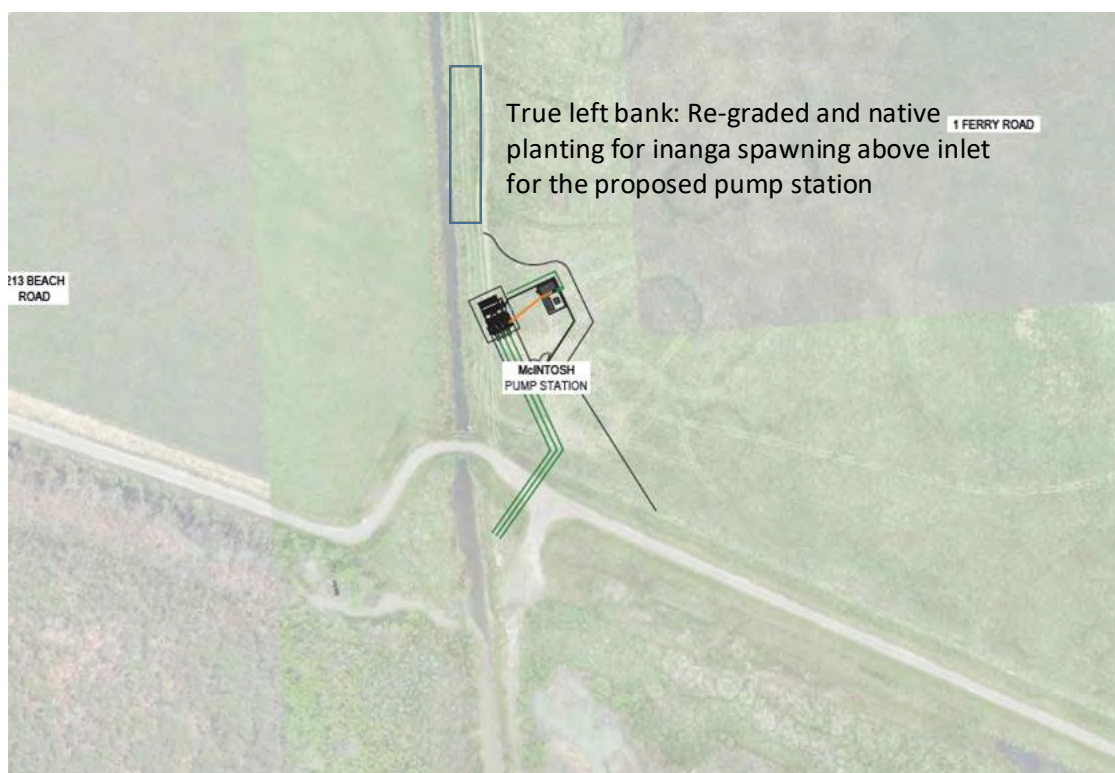 True left bank: Re-graded and native
planting for inanga spawning above inlet
for the proposed pump station
1 FERRY ROAD
213 BEACH
ROAD
McINTOSH
PUMP STATION